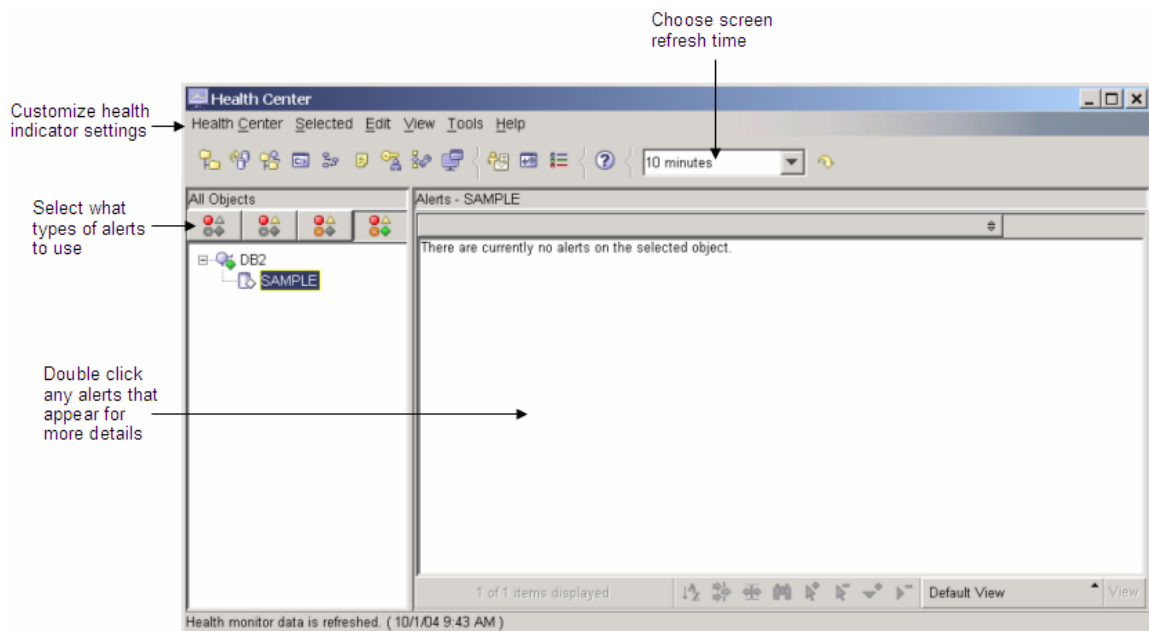 Choose screen
refresh time
Customize health
indicator settings
Health Center
Health Center Selected Edit View Tools Help
10 minutes
Select what
types of alerts
to use
All Objects
Alerts - SAMPLE
There are currently no alerts on the selected object.
DB2
SAMPLE
Double click
any alerts that
appear for
more details
1 of 1 items displayed
Default View
View
Health monitor data is refreshed. ( 10/1/04 9:43 AM )